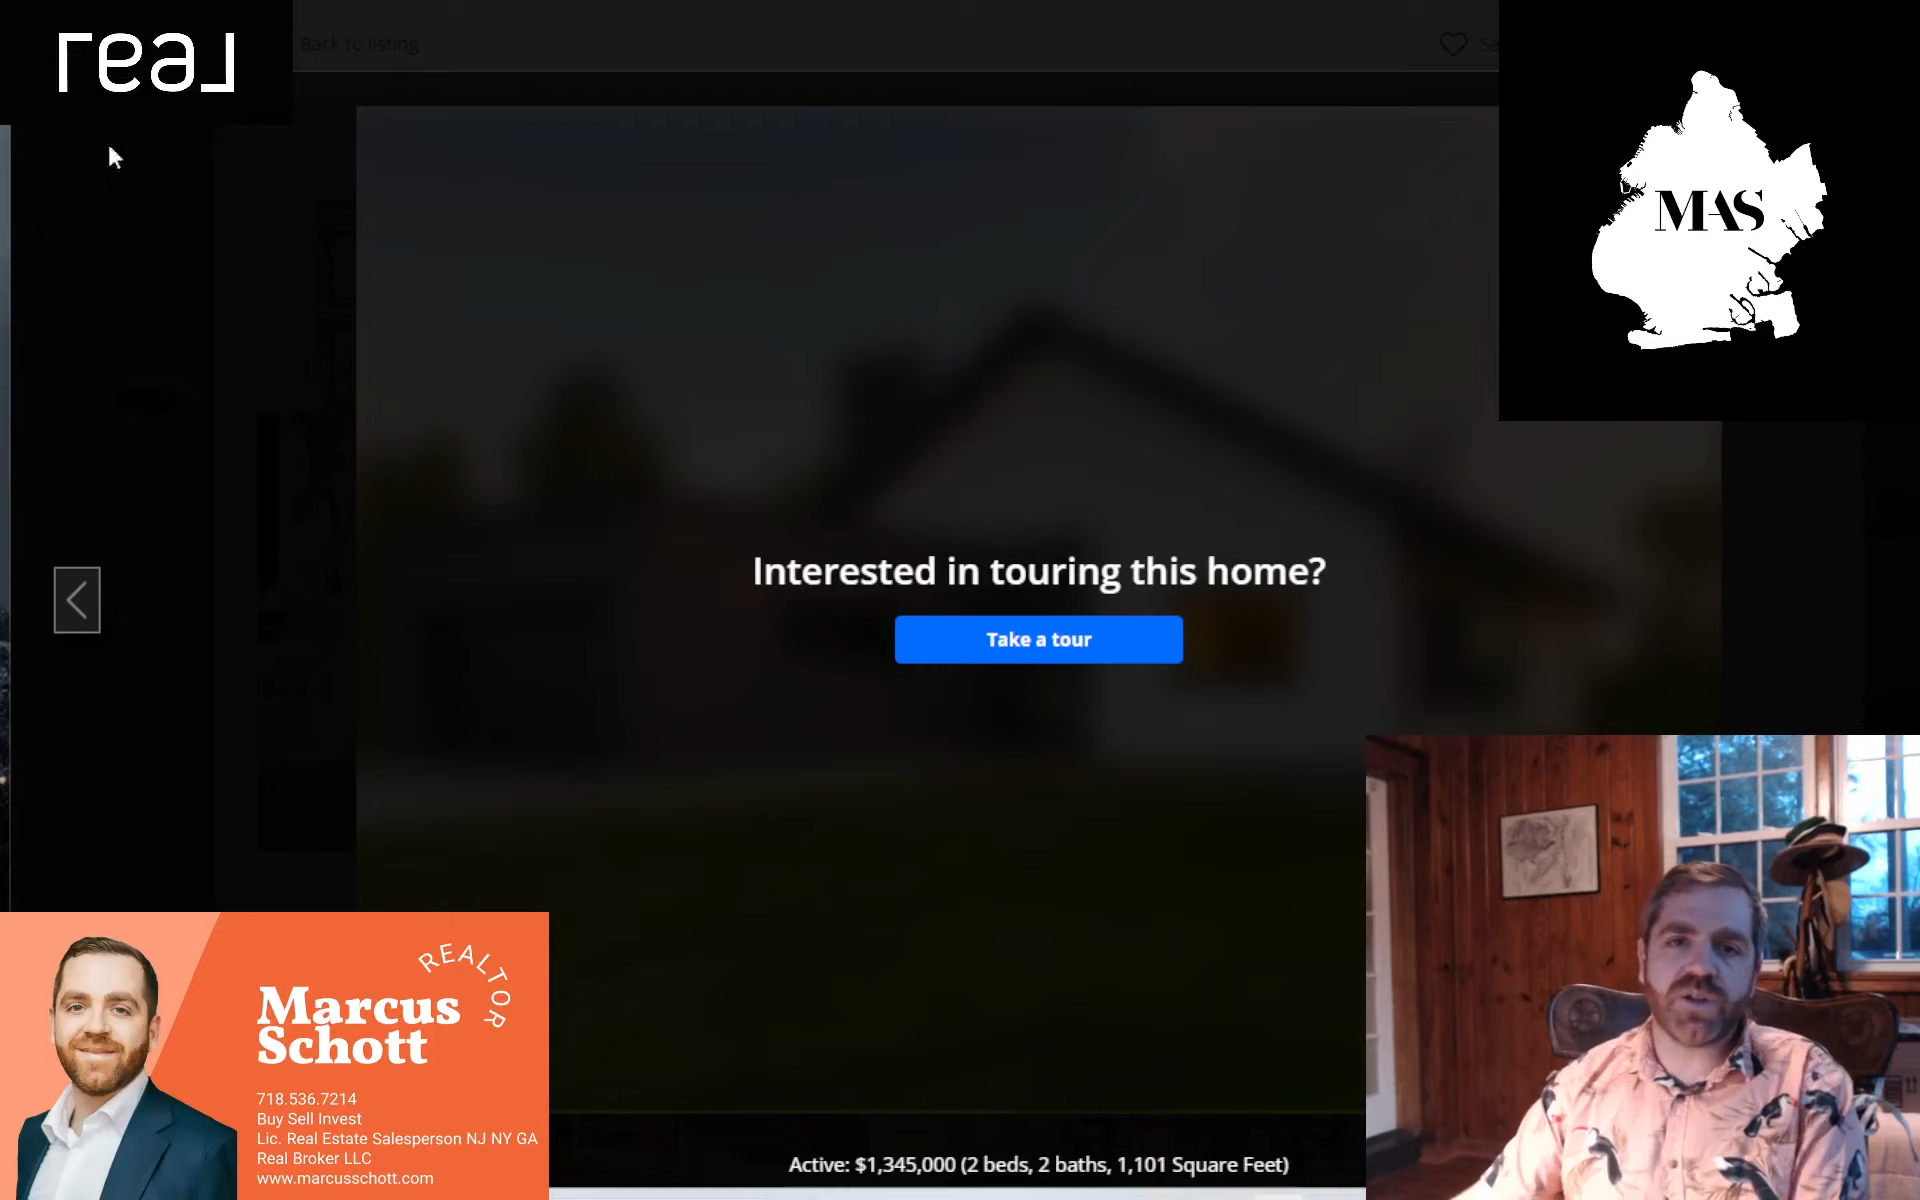 real
Back to listing
MAS
Interested in touring this home?
Take a tour
REALTOR
Marcus
Schott
718.536.7214
Buy Sell Invest
Lic. Real Estate Salesperson NJ NY GA
Real Broker LLC
www.marcusschott.com
Active: $1,345,000 (2 beds, 2 baths, 1,101 Square Feet)